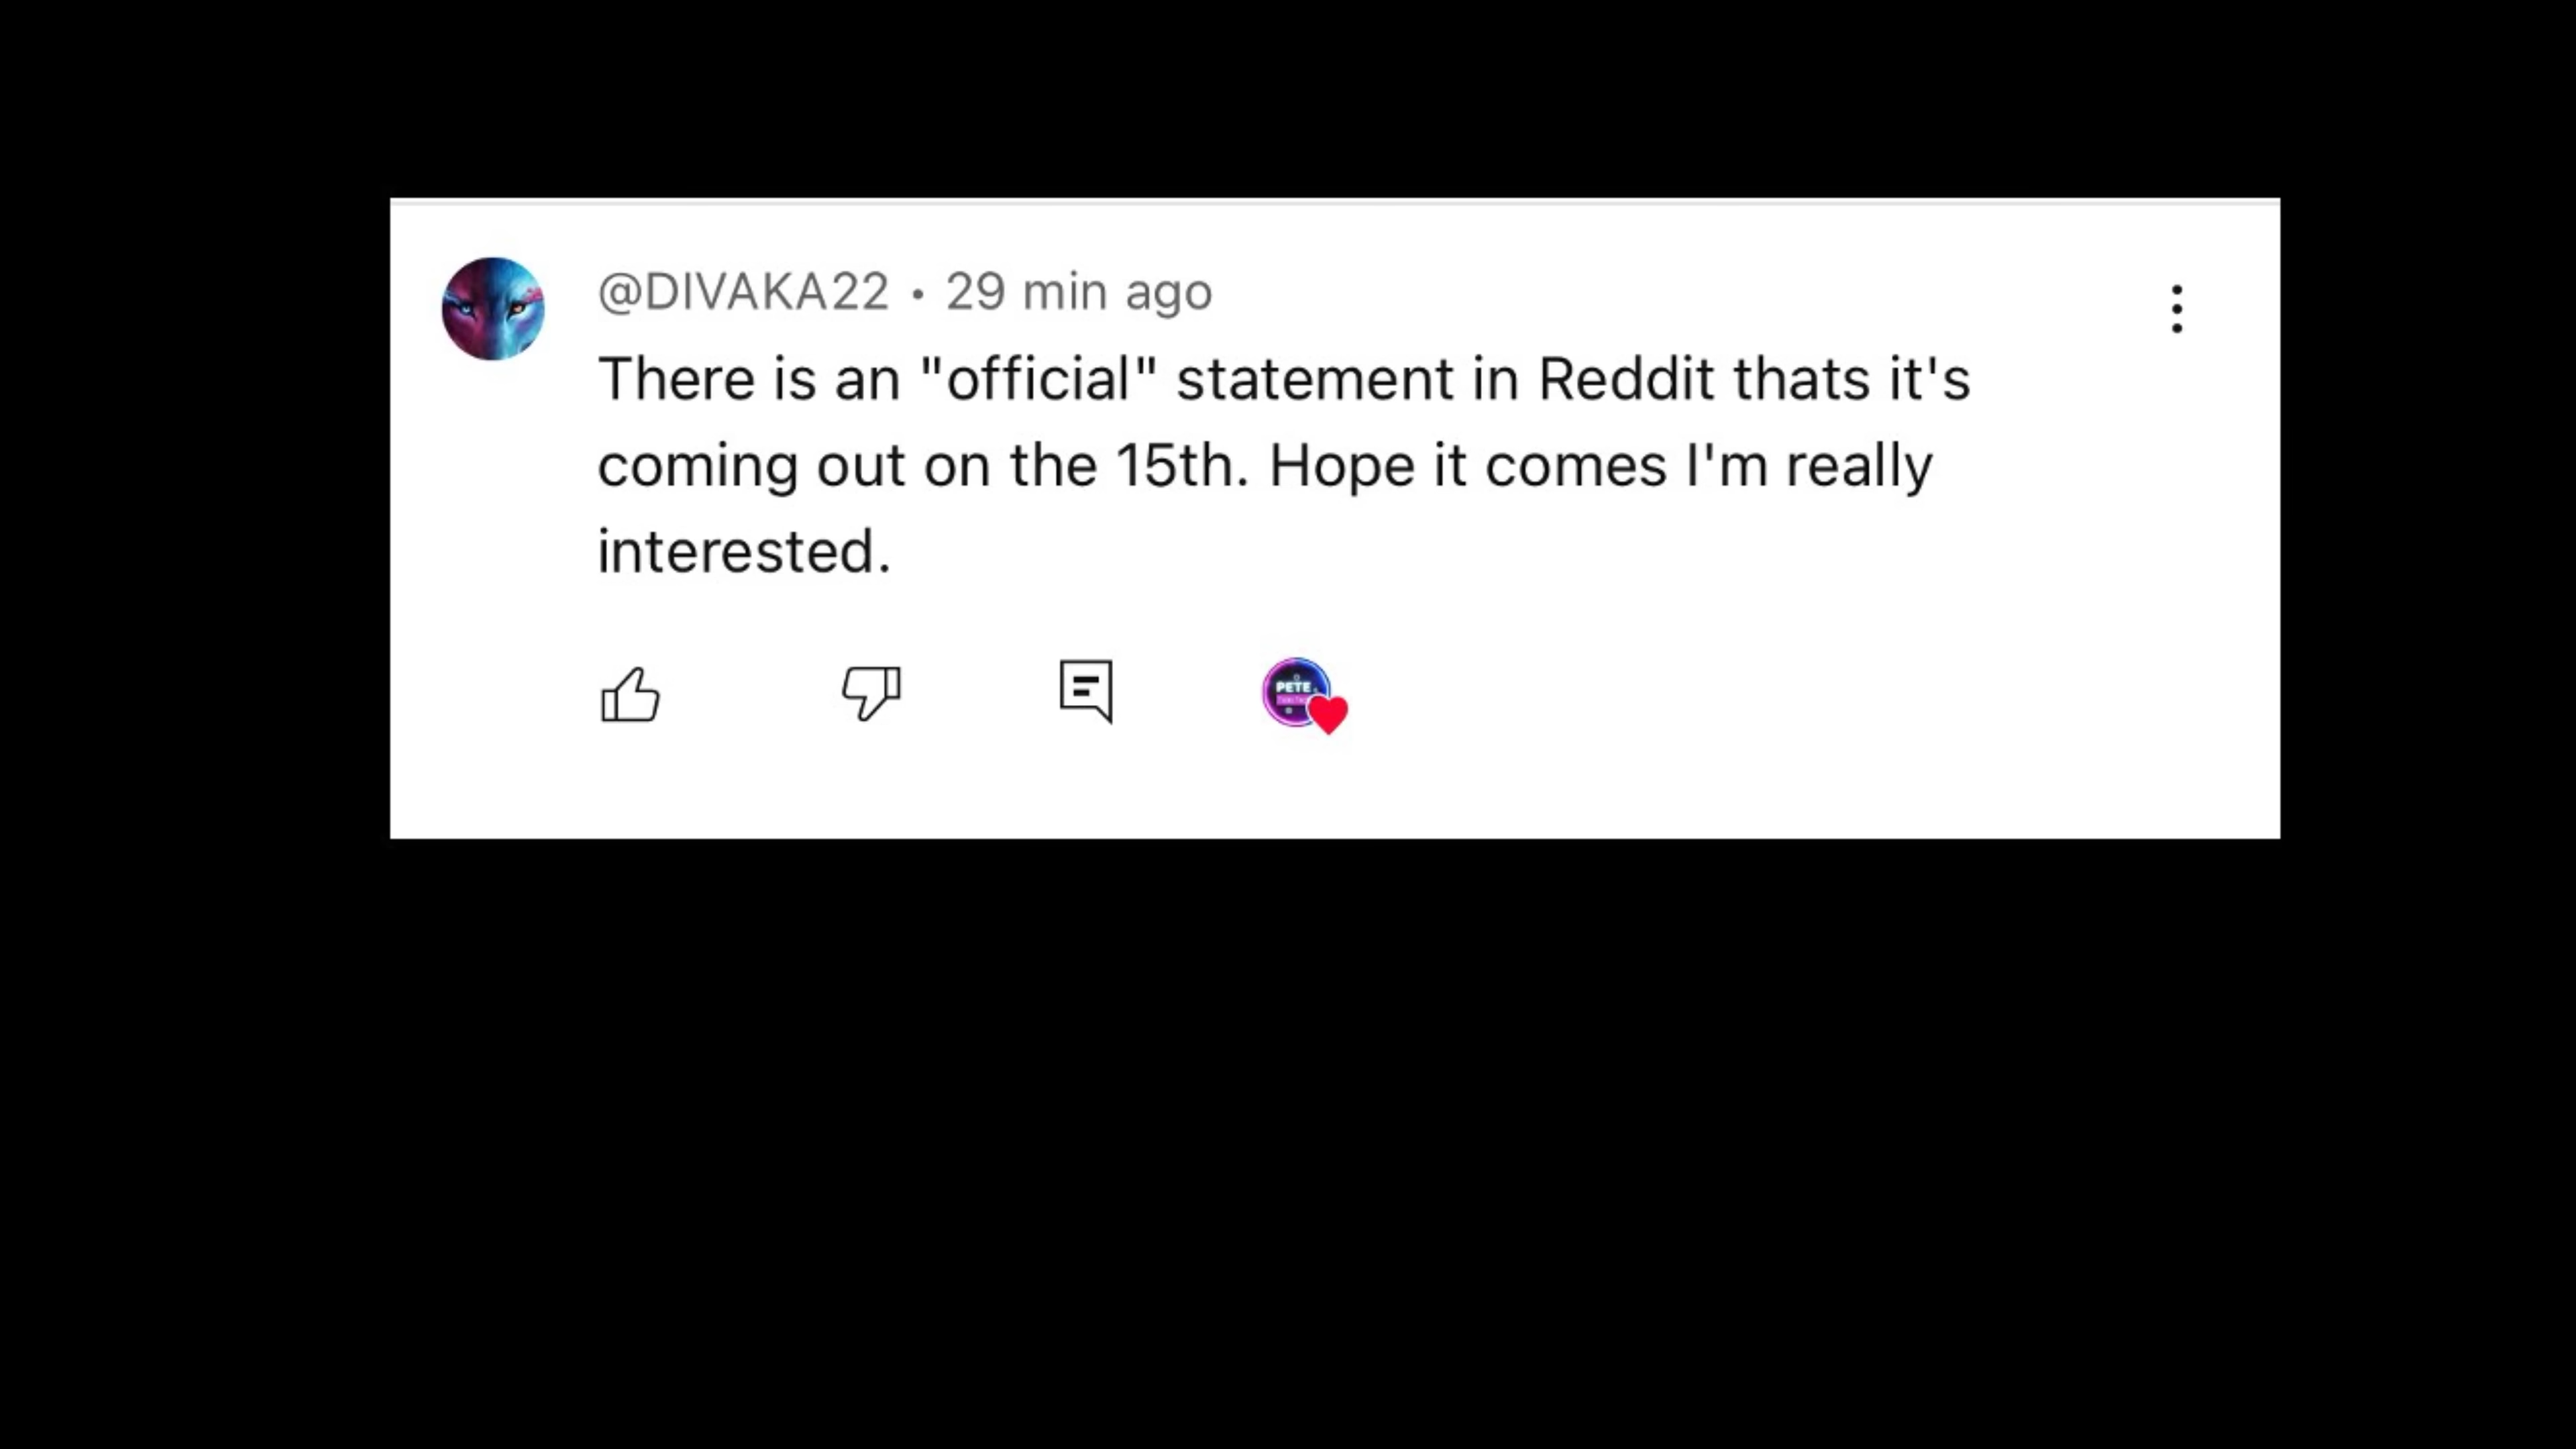 @DIVAKA22 • 29 min ago
There is an "official" statement in Reddit thats it's
coming out on the 15th. Hope it comes I'm really
interested.
PETE